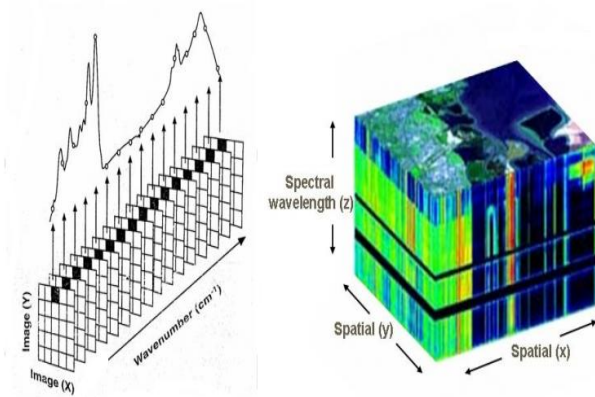 Image (Y)
Image (X)
Wavenumber (cm⁻¹)
Spectral
wavelength (z)
Spatial (y)
Spatial (x)